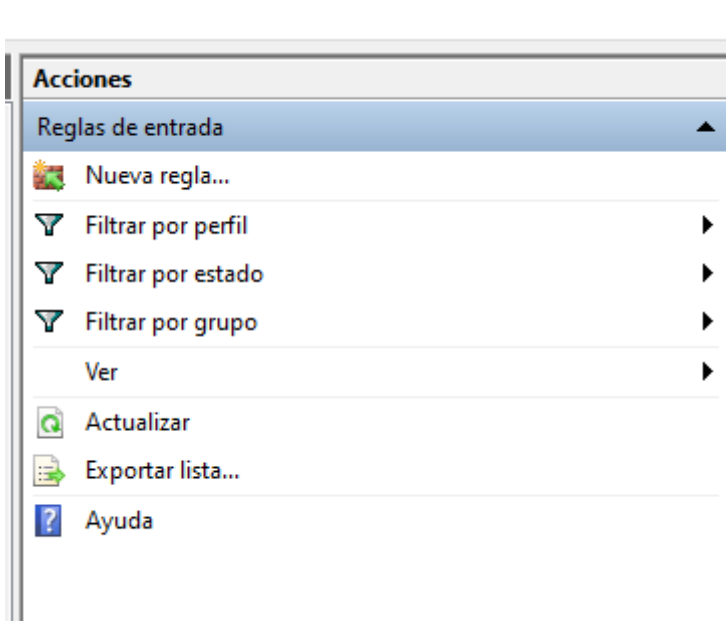 Acciones
Reglas de entrada
Nueva regla...
Filtrar por perfil
Filtrar por estado
Filtrar por grupo
Ver
Actualizar
Exportar lista...
Ayuda